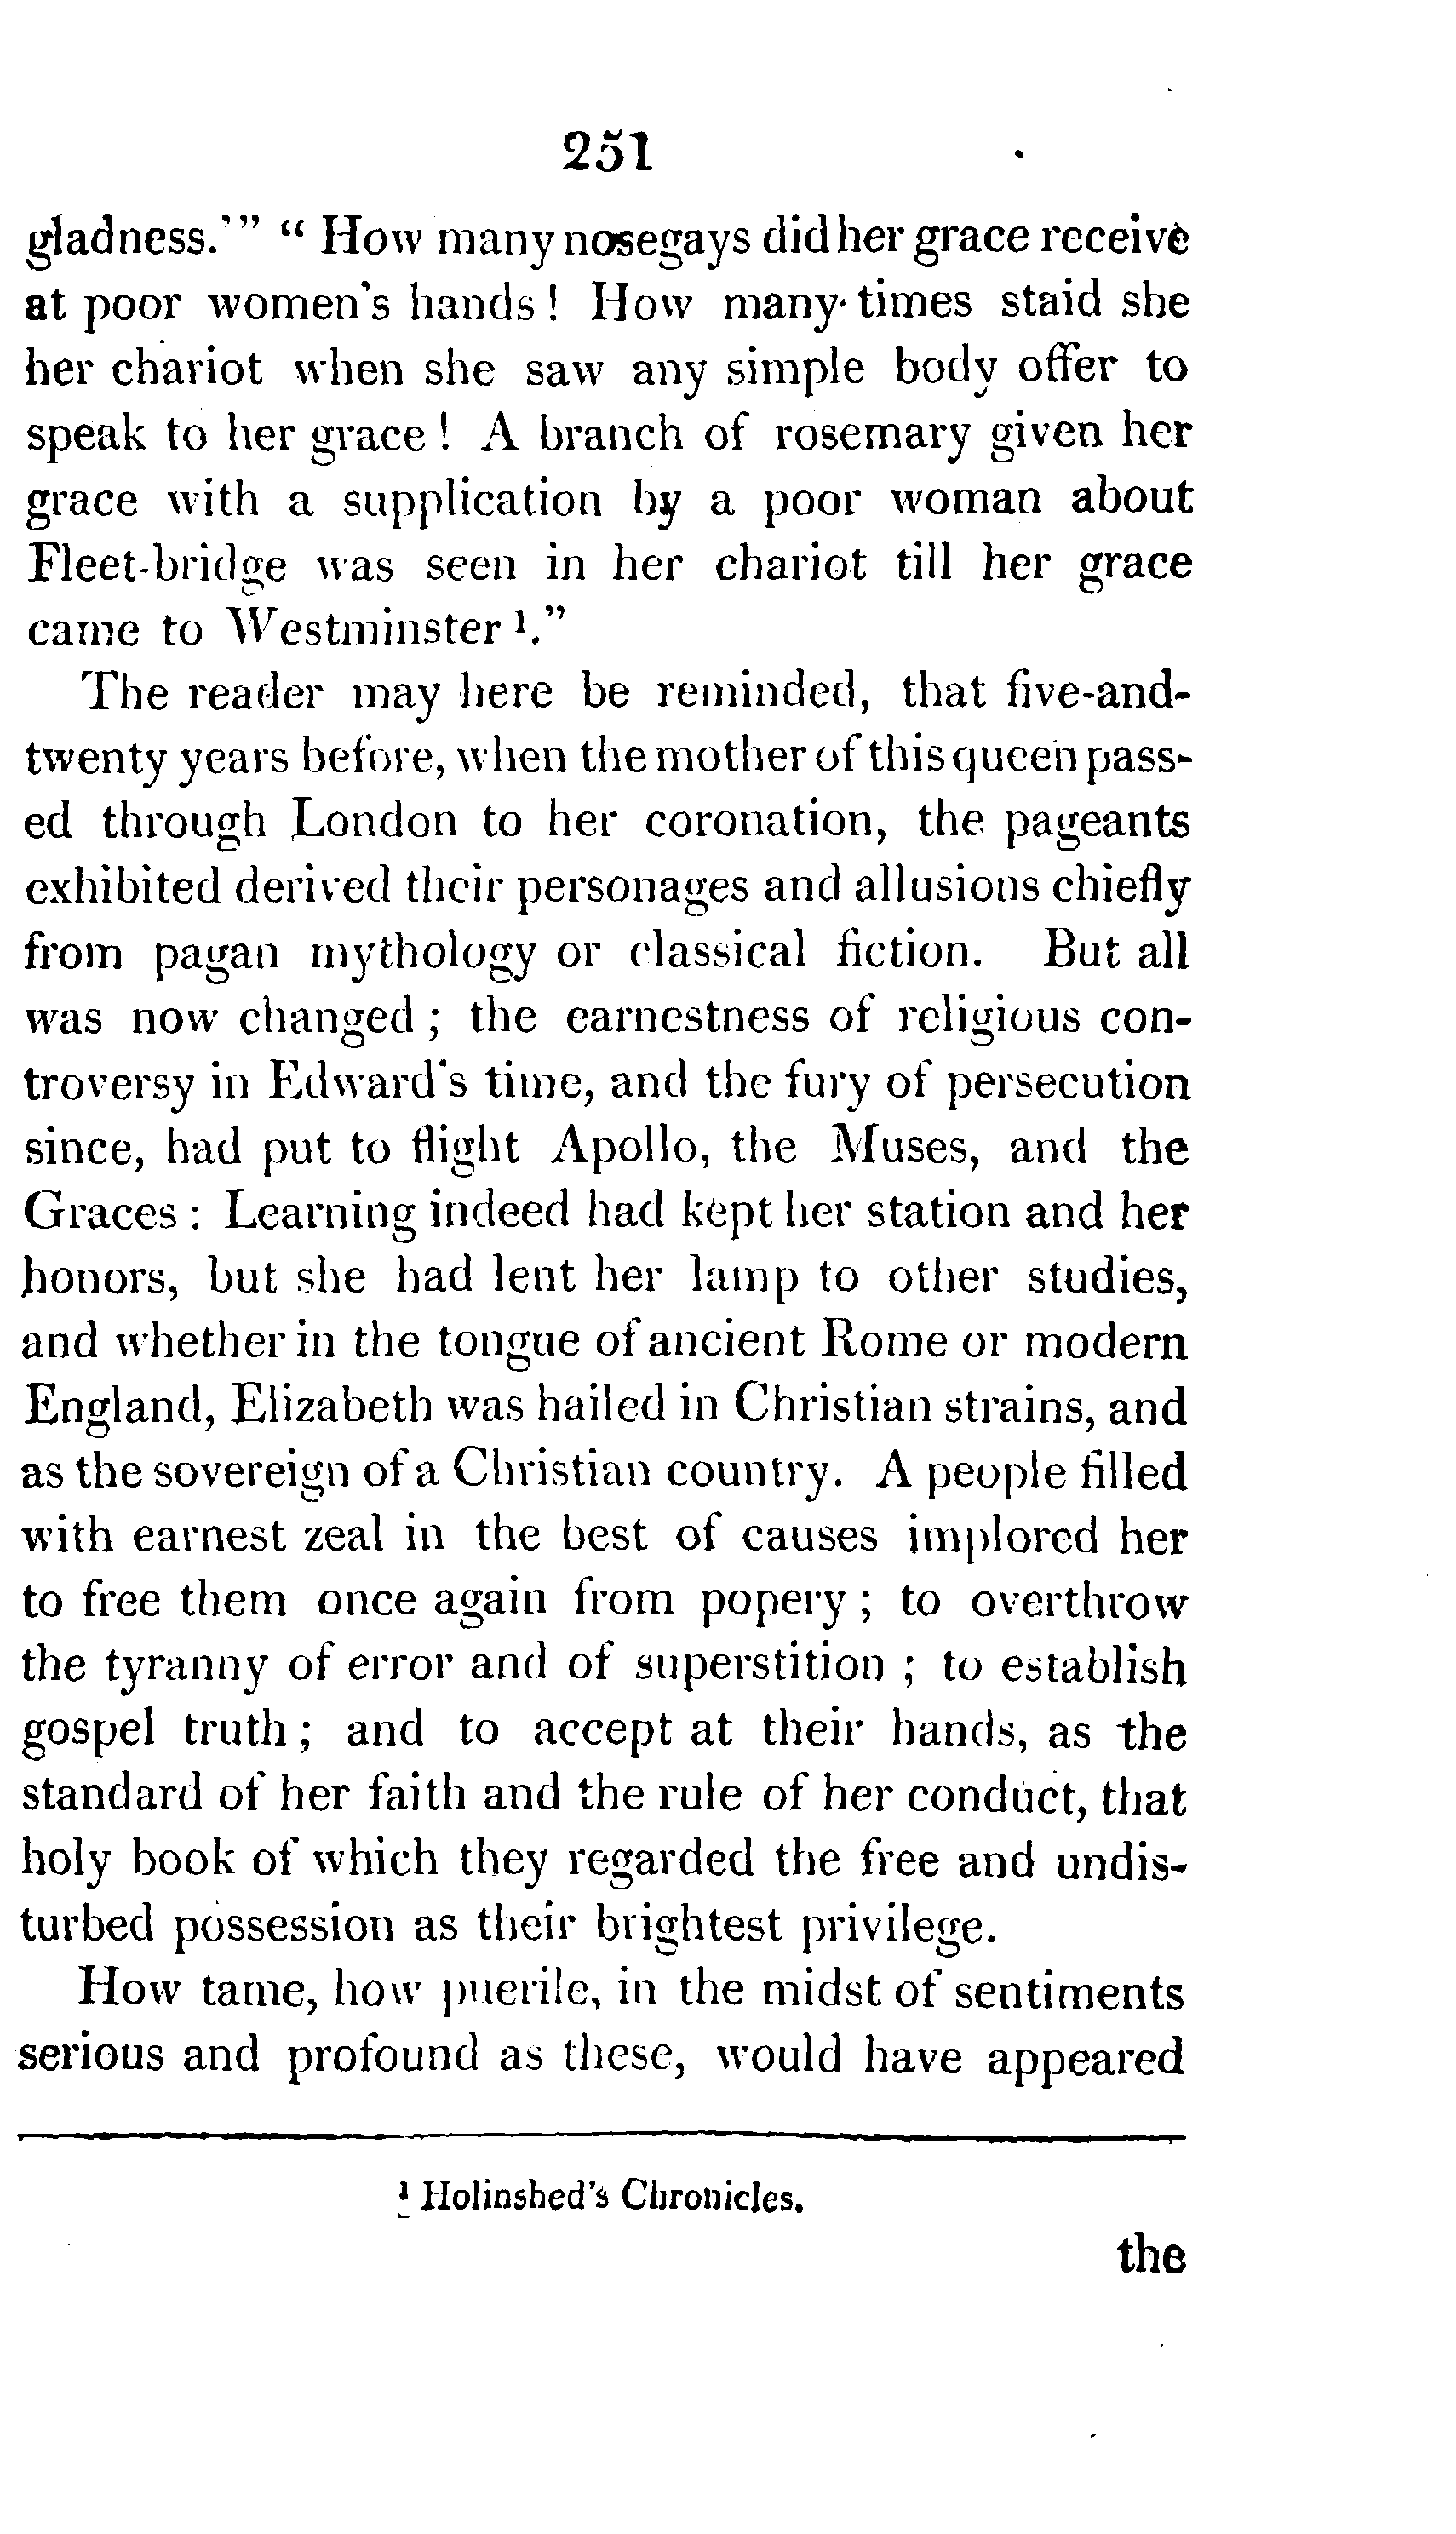 251
gladness.'" “ How many nosegays did her grace receive
at poor women's hands ! How many times staid she
her chariot when she saw any simple body offer to
speak to her grace ! A branch of rosemary given her
grace with a supplication by a poor woman about
Fleet-bridge was seen in her chariot till her grace
came to Westminster ¹.”
The reader may here be reminded, that five-and-
twenty years before, when the mother of this queen pass-
ed through London to her coronation, the pageants
exhibited derived their personages and allusions chiefly
from pagan mythology or classical fiction. But all
was now changed ; the earnestness of religious con-
troversy in Edward's time, and the fury of persecution
since, had put to flight Apollo, the Muses, and the
Graces : Learning indeed had kept her station and her
honors, but she had lent her lamp to other studies,
and whether in the tongue of ancient Rome or modern
England, Elizabeth was hailed in Christian strains, and
as the sovereign of a Christian country. A people filled
with earnest zeal in the best of causes implored her
to free them once again from popery ; to overthrow
the tyranny of error and of superstition ; to establish
gospel truth ; and to accept at their hands, as the
standard of her faith and the rule of her conduct, that
holy book of which they regarded the free and undis-
turbed possession as their brightest privilege.
How tame, how puerile, in the midst of sentiments
serious and profound as these, would have appeared
¹ Holinshed's Chronicles.
the